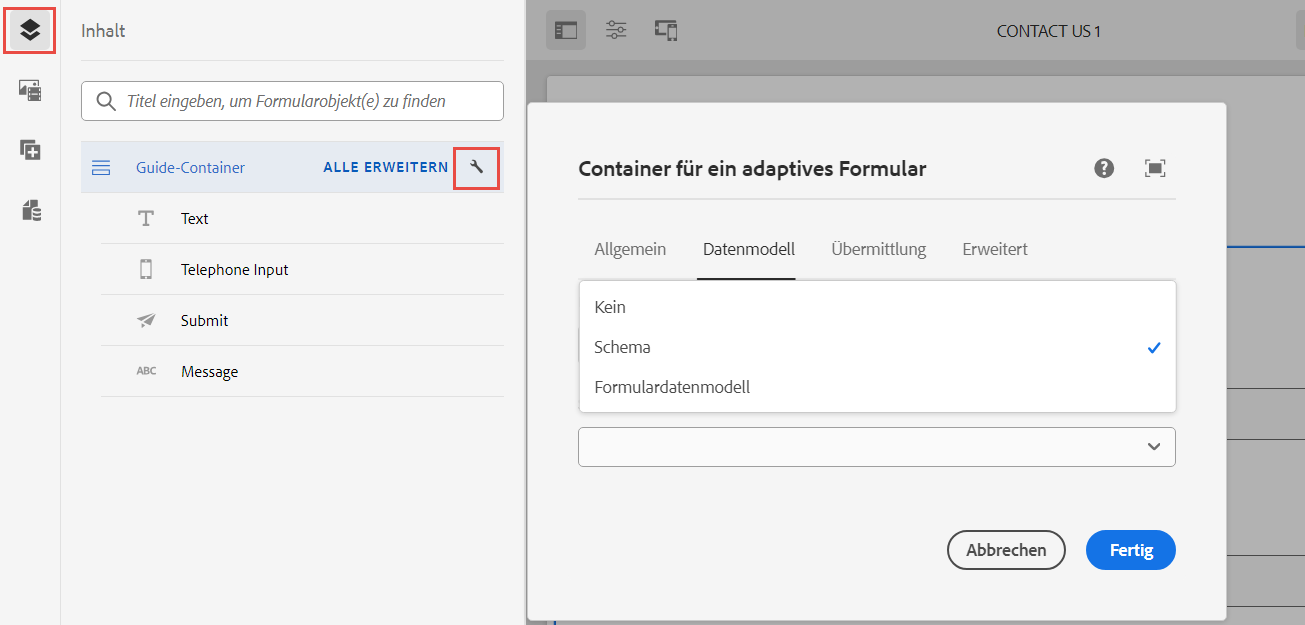 Inhalt
Titel eingeben, um Formularobjekt(e) zu finden
Guide-Container ALLE ERWEITERN
Text
Telephone Input
Submit
ABC Message
CONTACT US 1
Container für ein adaptives Formular
Allgemein Datenmodell Übermittlung Erweitert
Kein
Schema
Formulardatenmodell
Abbrechen Fertig